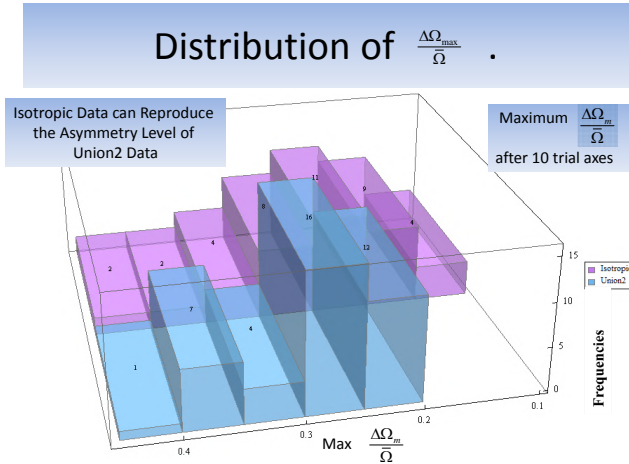 Distribution of ΔΩmax / Ω̄ .
Isotropic Data can Reproduce
the Asymmetry Level of
Union2 Data
Maximum ΔΩm / Ω̄
after 10 trial axes
11
9
8
4
16
4
2
2
12
7
4
1
15
10
5
0
Isotropic
Union2
Frequencies
0.4
0.3
0.2
0.1
Max ΔΩm / Ω̄